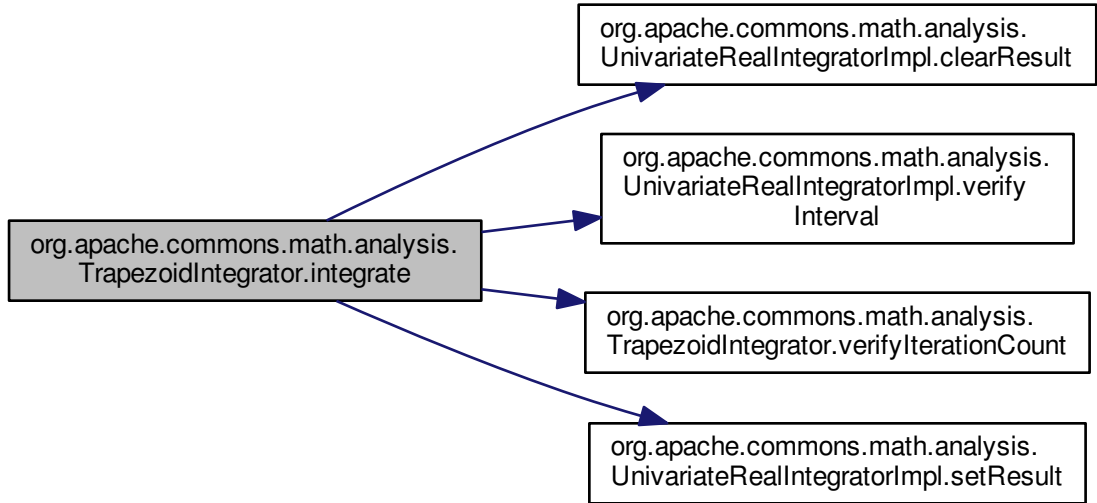 org.apache.commons.math.analysis.
UnivariateRealIntegratorImpl.clearResult
org.apache.commons.math.analysis.
UnivariateRealIntegratorImpl.verify
Interval
org.apache.commons.math.analysis.
TrapezoidIntegrator.integrate
org.apache.commons.math.analysis.
TrapezoidIntegrator.verifyIterationCount
org.apache.commons.math.analysis.
UnivariateRealIntegratorImpl.setResult